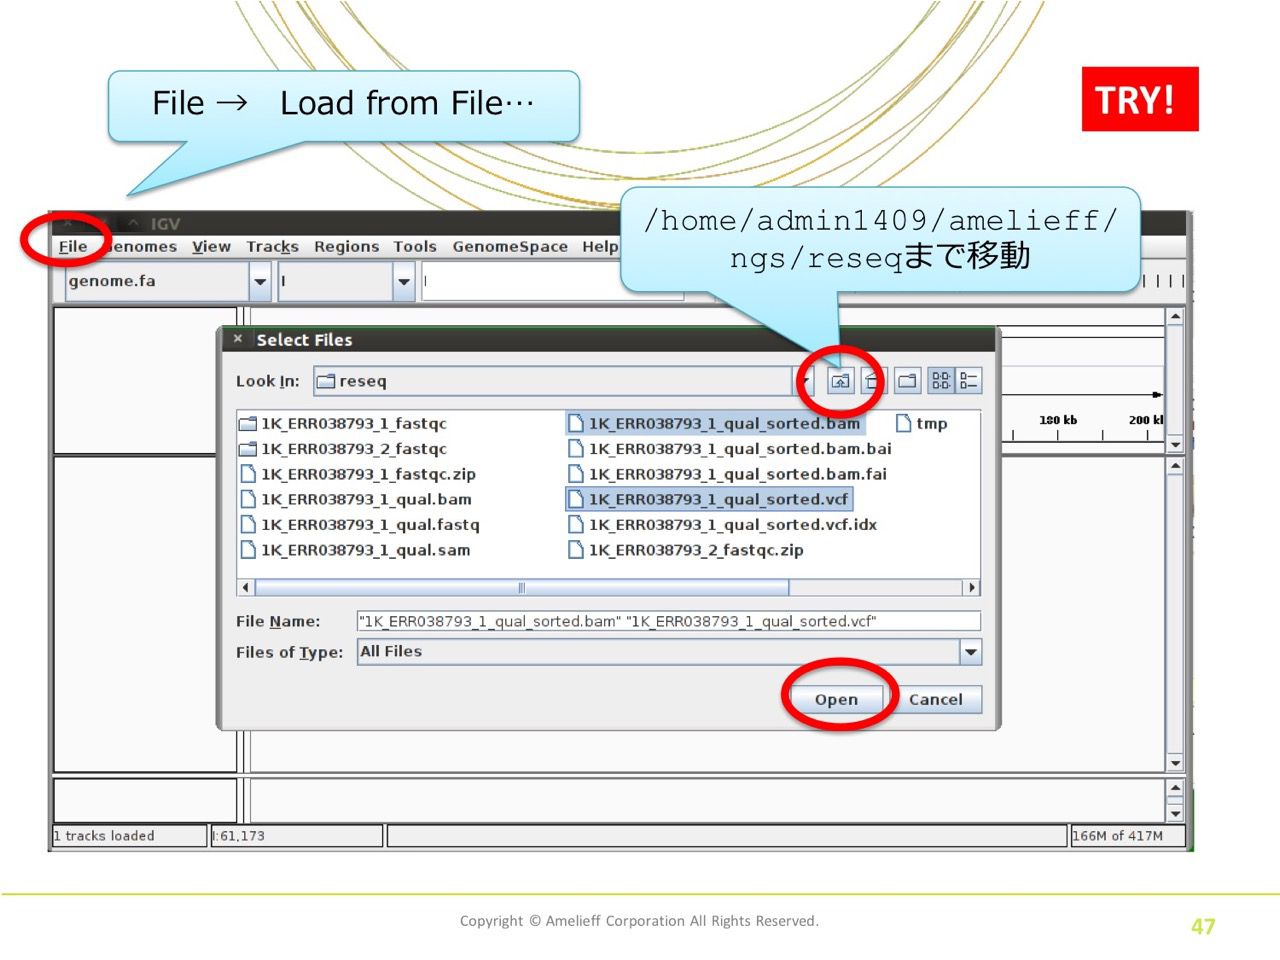 File → Load from File…
TRY!
/home/admin1409/amelieff/
ngs/reseqまで移動
IGV
File Genomes View Tracks Regions Tools GenomeSpace Help
genome.fa
I
I
Select Files
Look In: reseq
1K_ERR038793_1_fastqc
1K_ERR038793_2_fastqc
1K_ERR038793_1_fastqc.zip
1K_ERR038793_1_qual.bam
1K_ERR038793_1_qual.fastq
1K_ERR038793_1_qual.sam
1K_ERR038793_1_qual_sorted.bam
1K_ERR038793_1_qual_sorted.bam.bai
1K_ERR038793_1_qual_sorted.bam.fai
1K_ERR038793_1_qual_sorted.vcf
1K_ERR038793_1_qual_sorted.vcf.idx
1K_ERR038793_2_fastqc.zip
tmp
180 kb 200 kl
File Name: "1K_ERR038793_1_qual_sorted.bam" "1K_ERR038793_1_qual_sorted.vcf"
Files of Type: All Files
Open Cancel
1 tracks loaded I:61,173 166M of 417M
Copyright © Amelieff Corporation All Rights Reserved.
47